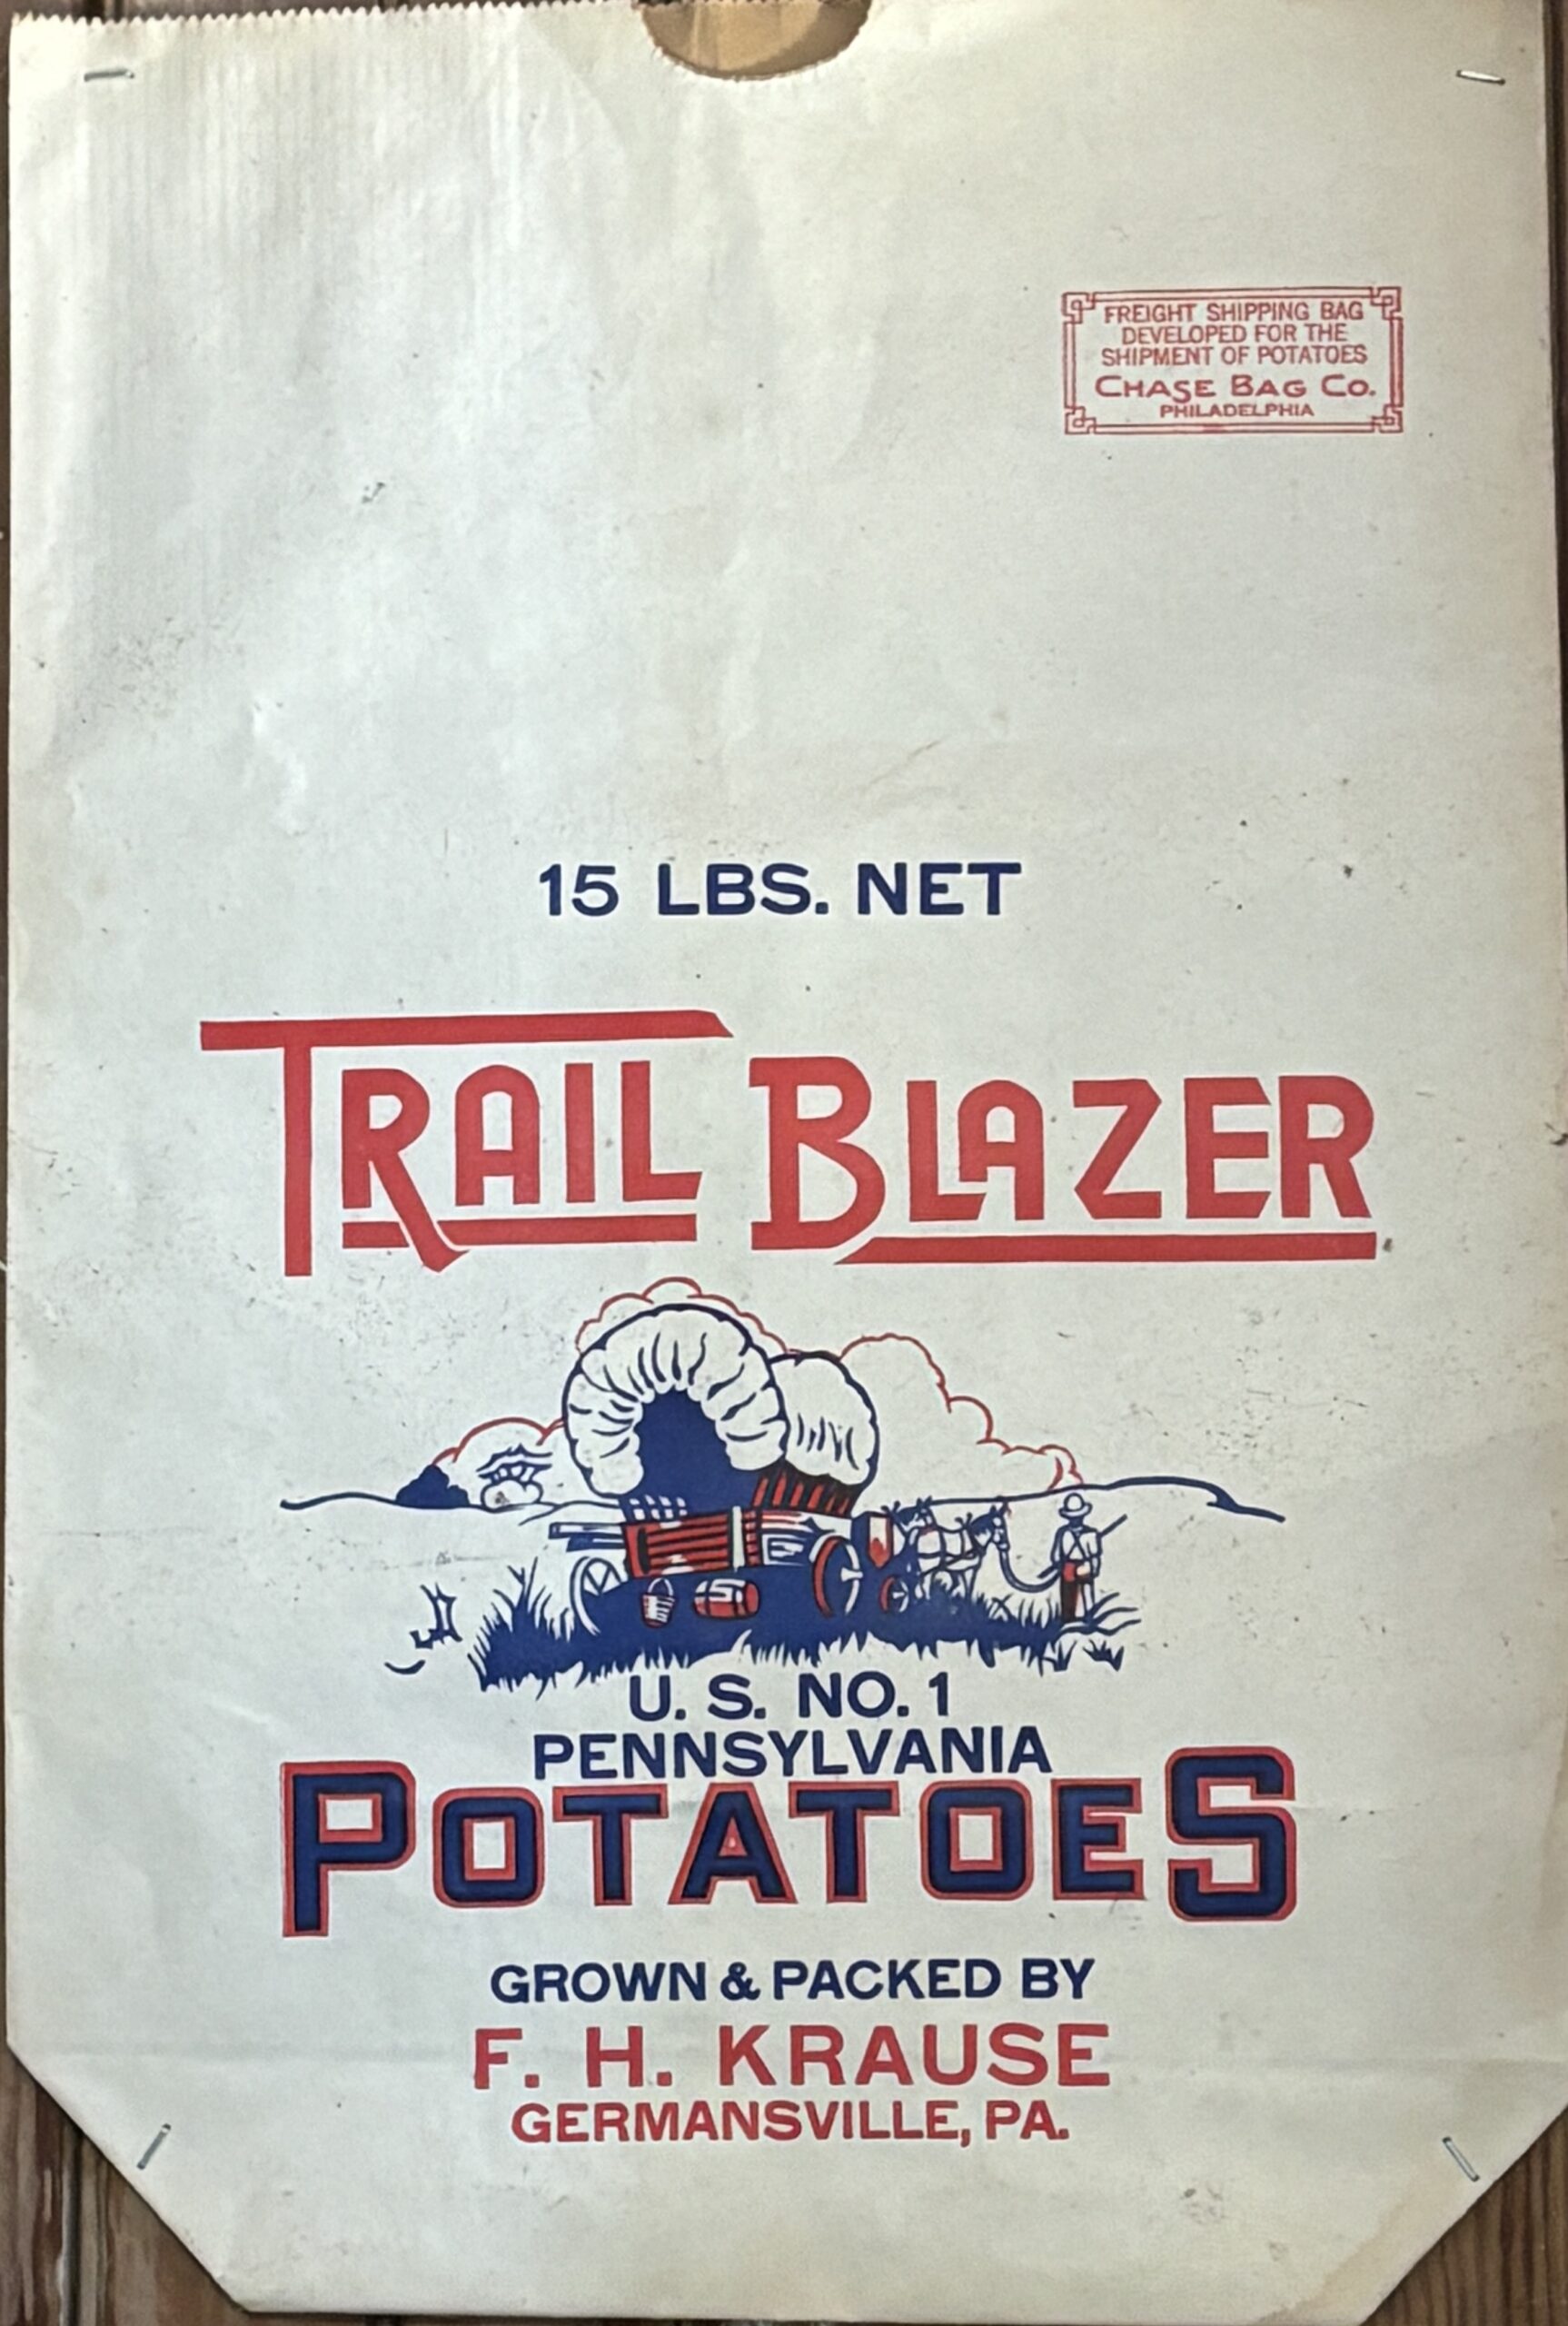 FREIGHT SHIPPING BAG
DEVELOPED FOR THE
SHIPMENT OF POTATOES
CHASE BAG CO.
PHILADELPHIA
15 LBS. NET
TRAIL BLAZER
U. S. NO. 1
PENNSYLVANIA
POTATOES
GROWN & PACKED BY
F. H. KRAUSE
GERMANSVILLE, PA.